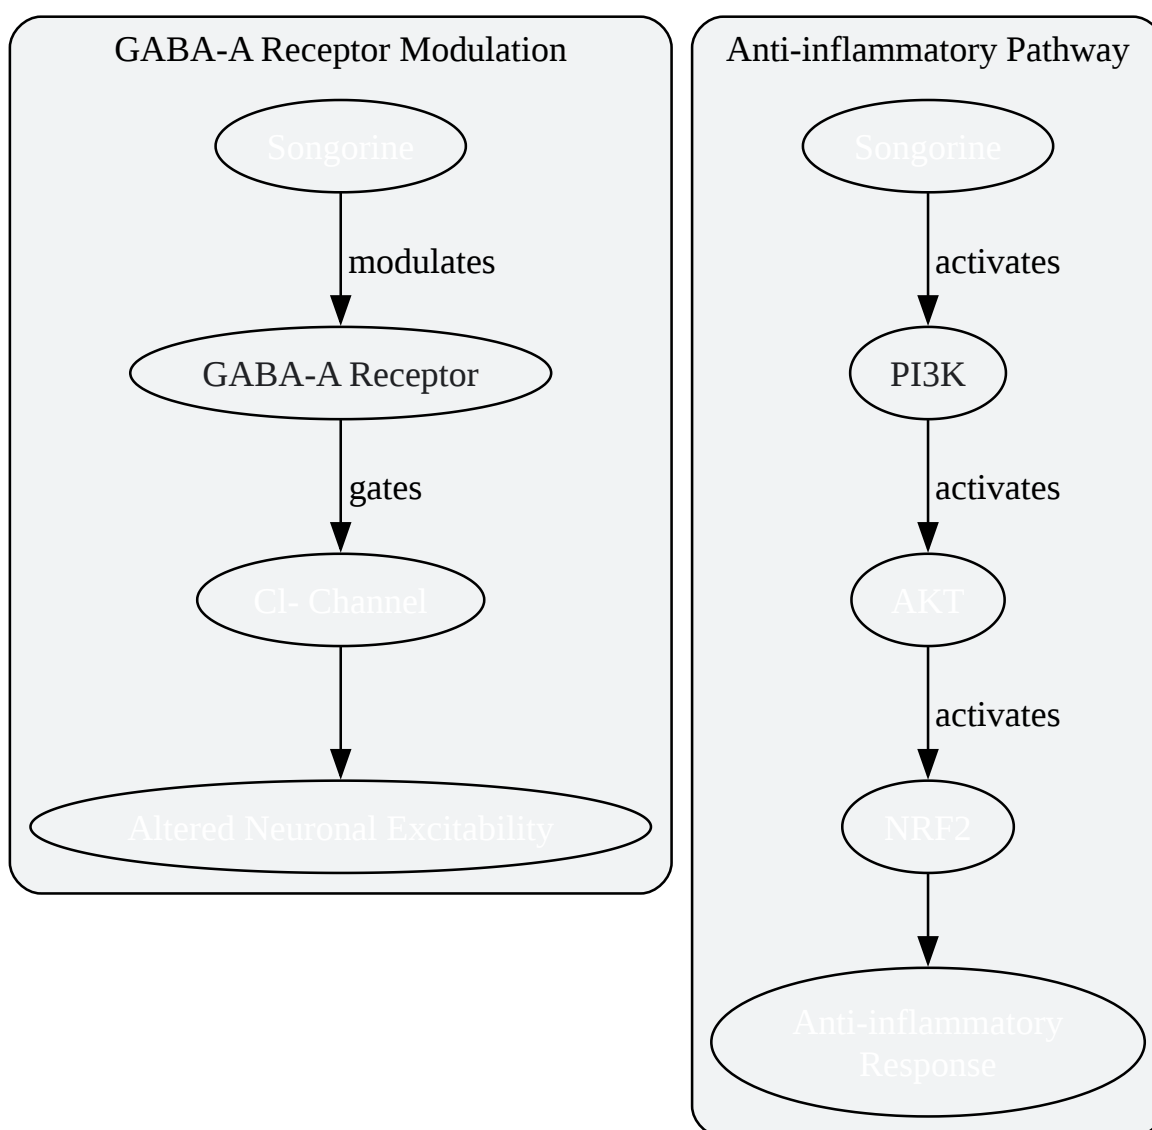 GABA-A Receptor Modulation
Songorine
modulates
GABA-A Receptor
gates
Cl- Channel
Altered Neuronal Excitability
Anti-inflammatory Pathway
Songorine
activates
PI3K
activates
AKT
activates
NRF2
Anti-inflammatory
Response